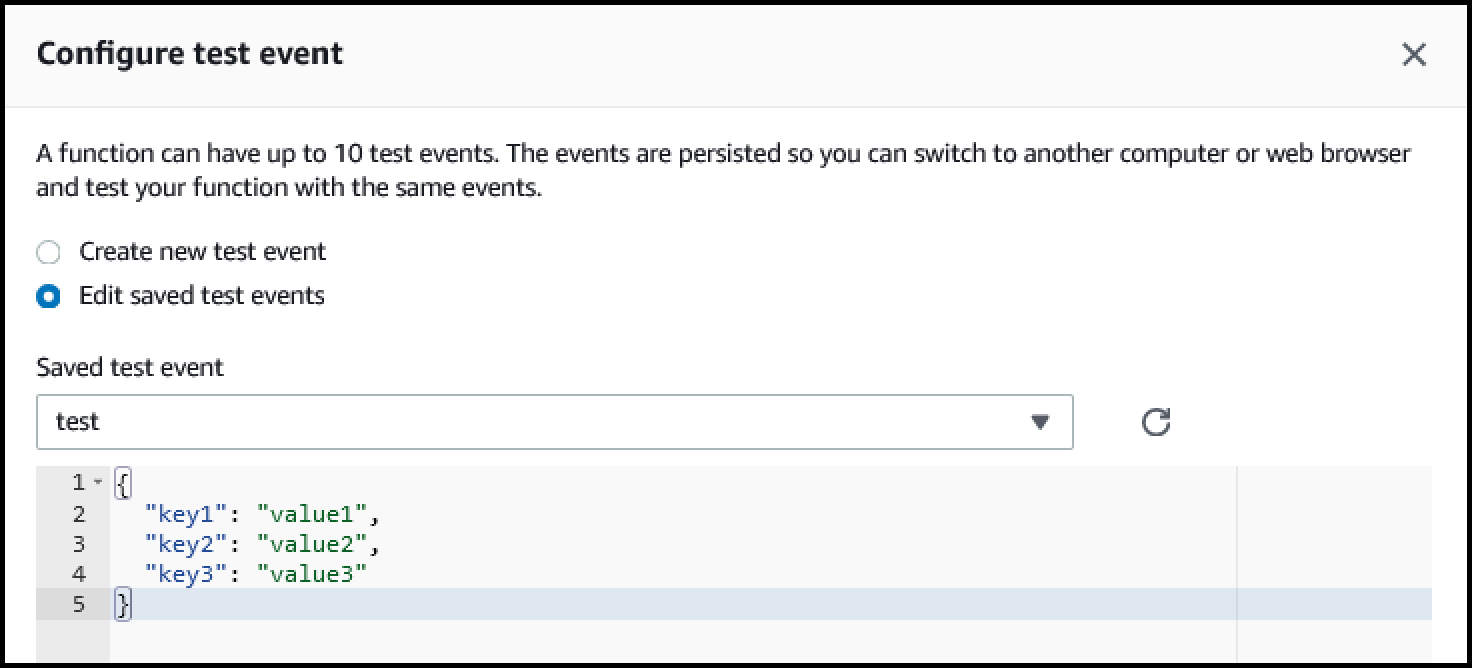 Configure test event
A function can have up to 10 test events. The events are persisted so you can switch to another computer or web browser
and test your function with the same events.
Create new test event
Edit saved test events
Saved test event
test
1 {
2 "key1": "value1",
3 "key2": "value2",
4 "key3": "value3"
5 }